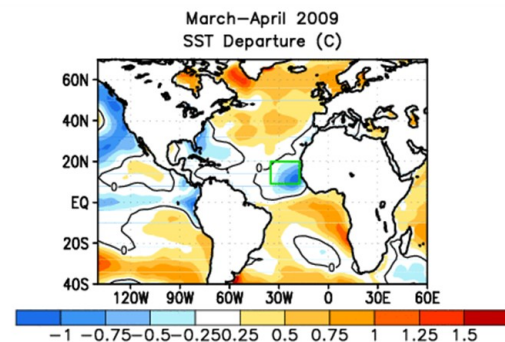 March–April 2009
SST Departure (C)
60N
40N
20N
EQ
20S
40S
0
0
0
0
120W 90W 60W 30W 0 30E 60E
−1 −0.75−0.5−0.250.25 0.5 0.75 1 1.25 1.5